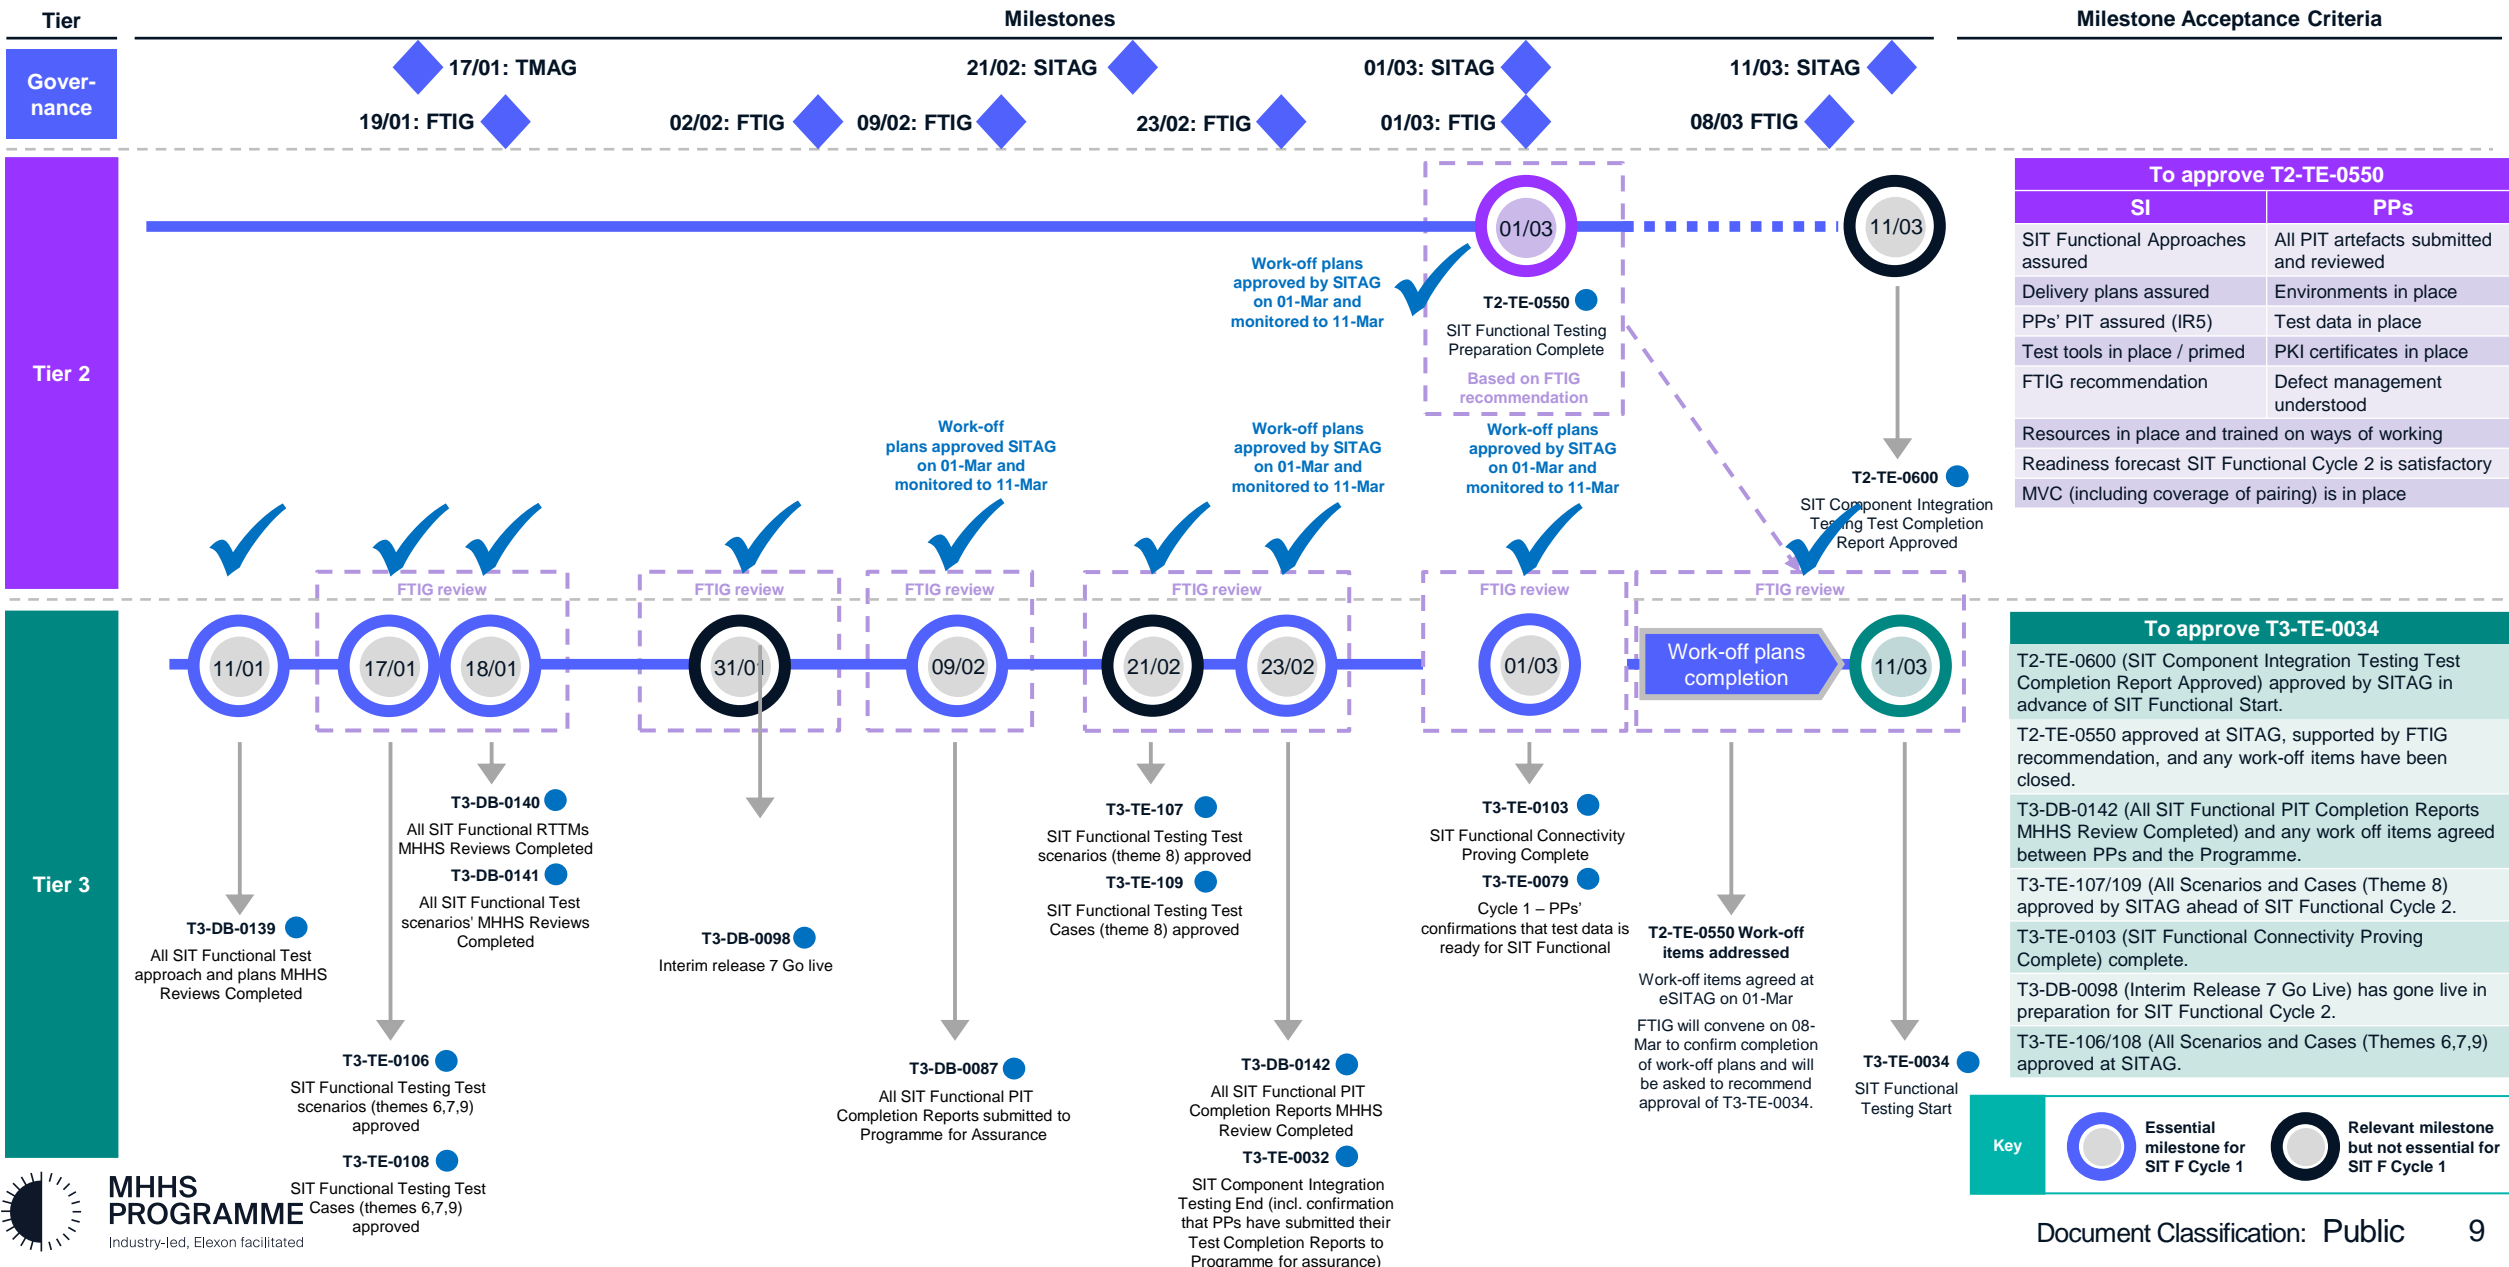 Tier
Milestones
Milestone Acceptance Criteria
Gover-
nance
17/01: TMAG
21/02: SITAG
01/03: SITAG
11/03: SITAG
19/01: FTIG
02/02: FTIG
09/02: FTIG
23/02: FTIG
01/03: FTIG
08/03 FTIG
Tier 2
01/03
11/03
Work-off plans
approved by SITAG
on 01-Mar and
monitored to 11-Mar
T2-TE-0550
SIT Functional Testing
Preparation Complete
Based on FTIG
recommendation
Work-off
plans approved SITAG
on 01-Mar and
monitored to 11-Mar
Work-off plans
approved by SITAG
on 01-Mar and
monitored to 11-Mar
Work-off plans
approved by SITAG
on 01-Mar and
monitored to 11-Mar
T2-TE-0600
SIT Component Integration
Testing Test Completion
Report Approved
To approve T2-TE-0550
SI
PPs
SIT Functional Approaches
assured
All PIT artefacts submitted
and reviewed
Delivery plans assured
Environments in place
PPs' PIT assured (IR5)
Test data in place
Test tools in place / primed
PKI certificates in place
FTIG recommendation
Defect management
understood
Resources in place and trained on ways of working
Readiness forecast SIT Functional Cycle 2 is satisfactory
MVC (including coverage of pairing) is in place
FTIG review
FTIG review
FTIG review
FTIG review
FTIG review
FTIG review
Tier 3
11/01
17/01
18/01
31/01
09/02
21/02
23/02
01/03
Work-off plans
completion
11/03
T3-DB-0139
All SIT Functional Test
approach and plans MHHS
Reviews Completed
T3-TE-0106
SIT Functional Testing Test
scenarios (themes 6,7,9)
approved
T3-TE-0108
SIT Functional Testing Test
Cases (themes 6,7,9)
approved
T3-DB-0140
All SIT Functional RTTMs
MHHS Reviews Completed
T3-DB-0141
All SIT Functional Test
scenarios' MHHS Reviews
Completed
T3-DB-0098
Interim release 7 Go live
T3-DB-0087
All SIT Functional PIT
Completion Reports submitted to
Programme for Assurance
T3-TE-107
SIT Functional Testing Test
scenarios (theme 8) approved
T3-TE-109
SIT Functional Testing Test
Cases (theme 8) approved
T3-DB-0142
All SIT Functional PIT
Completion Reports MHHS
Review Completed
T3-TE-0032
SIT Component Integration
Testing End (incl. confirmation
that PPs have submitted their
Test Completion Reports to
Programme for assurance)
T3-TE-0103
SIT Functional Connectivity
Proving Complete
T3-TE-0079
Cycle 1 – PPs'
confirmations that test data is
ready for SIT Functional
T2-TE-0550 Work-off
items addressed
Work-off items agreed at
eSITAG on 01-Mar
FTIG will convene on 08-
Mar to confirm completion
of work-off plans and will
be asked to recommend
approval of T3-TE-0034.
T3-TE-0034
SIT Functional
Testing Start
To approve T3-TE-0034
T2-TE-0600 (SIT Component Integration Testing Test
Completion Report Approved) approved by SITAG in
advance of SIT Functional Start.
T2-TE-0550 approved at SITAG, supported by FTIG
recommendation, and any work-off items have been
closed.
T3-DB-0142 (All SIT Functional PIT Completion Reports
MHHS Review Completed) and any work off items agreed
between PPs and the Programme.
T3-TE-107/109 (All Scenarios and Cases (Theme 8)
approved by SITAG ahead of SIT Functional Cycle 2.
T3-TE-0103 (SIT Functional Connectivity Proving
Complete) complete.
T3-DB-0098 (Interim Release 7 Go Live) has gone live in
preparation for SIT Functional Cycle 2.
T3-TE-106/108 (All Scenarios and Cases (Themes 6,7,9)
approved at SITAG.
Key
Essential
milestone for
SIT F Cycle 1
Relevant milestone
but not essential for
SIT F Cycle 1
MHHS
PROGRAMME
Industry-led, Elexon facilitated
Document Classification: Public
9